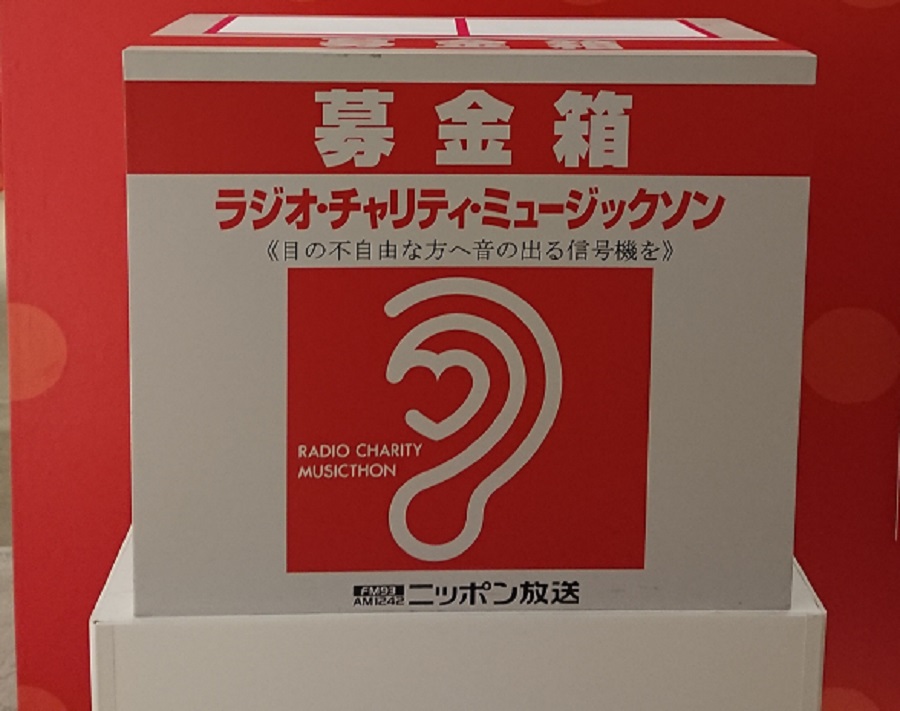 募金箱
募金箱
ラジオ・チャリティ・ミュージックソン
《目の不自由な方へ音の出る信号機を》
RADIO CHARITY
MUSICTHON
FM93
AM1242
ニッポン放送